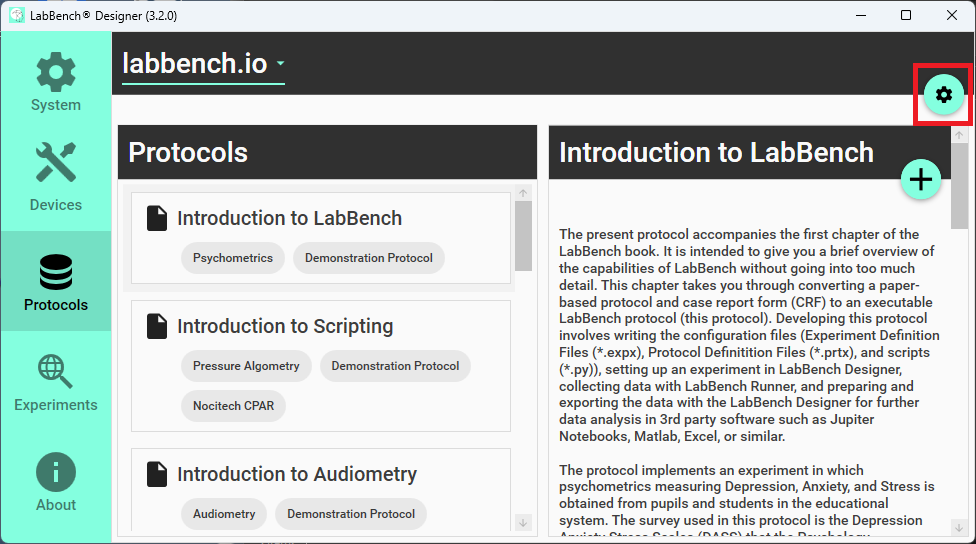 LabBench® Designer (3.2.0)
System
Devices
Protocols
Experiments
About
labbench.io
Protocols
Introduction to LabBench
Psychometrics
Demonstration Protocol
Introduction to Scripting
Pressure Algometry
Demonstration Protocol
Nocitech CPAR
Introduction to Audiometry
Audiometry
Demonstration Protocol
Introduction to LabBench
The present protocol accompanies the first chapter of the
LabBench book. It is intended to give you a brief overview of
the capabilities of LabBench without going into too much
detail. This chapter takes you through converting a paper-
based protocol and case report form (CRF) to an executable
LabBench protocol (this protocol). Developing this protocol
involves writing the configuration files (Experiment Definition
Files (*.expx), Protocol Definitition Files (*.prtx), and scripts
(*.py)), setting up an experiment in LabBench Designer,
collecting data with LabBench Runner, and preparing and
exporting the data with the LabBench Designer for further
data analysis in 3rd party software such as Jupiter
Notebooks, Matlab, Excel, or similar.
The protocol implements an experiment in which
psychometrics measuring Depression, Anxiety, and Stress is
obtained from pupils and students in the educational
system. The survey used in this protocol is the Depression
Anxiety Stress Scales (DASS) that the Psychology